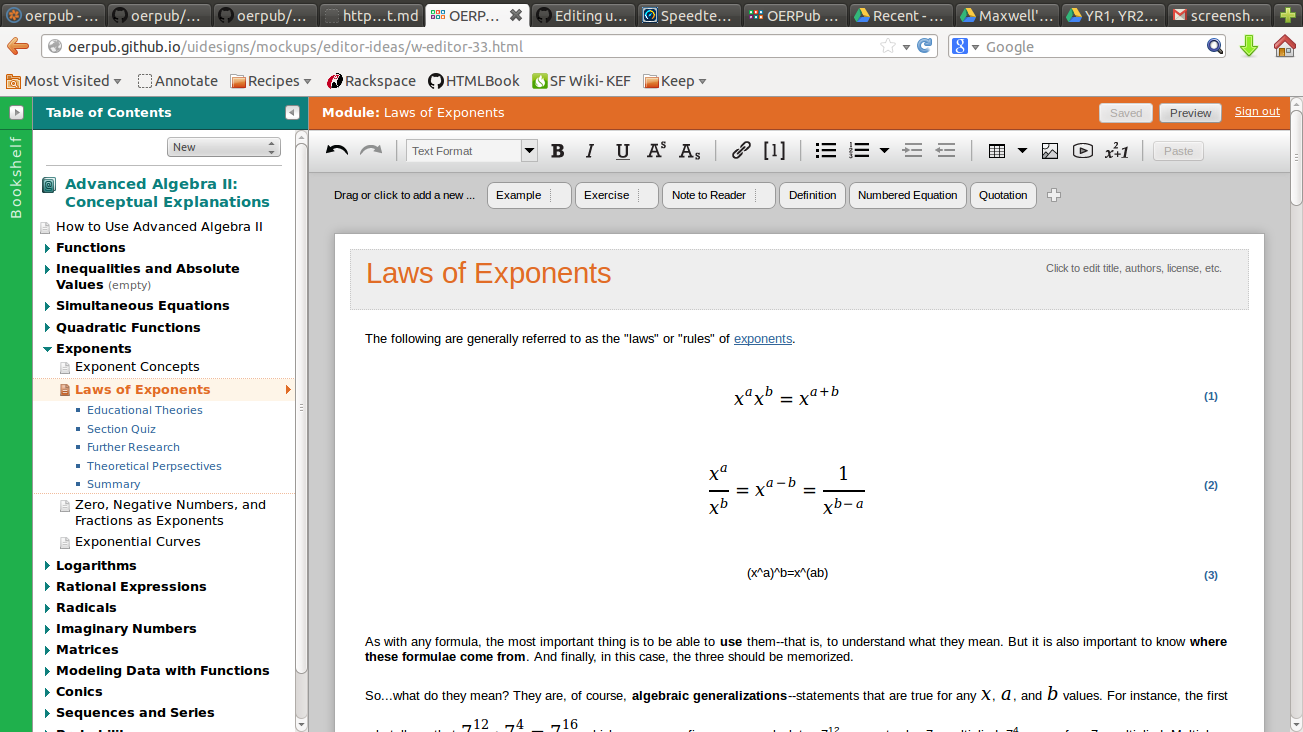 oerpub - ...
oerpub/...
oerpub/...
http...t.md
OERP...
Editing u...
Speedte...
OERPub ...
Recent - ...
Maxwell'...
YR1, YR2...
screensh...
oerpub.github.io/uidesigns/mockups/editor-ideas/w-editor-33.html
Google
Most Visited
Annotate
Recipes
Rackspace
HTMLBook
SF Wiki- KEF
Keep
Bookshelf
Table of Contents
New
Advanced Algebra II:
Conceptual Explanations
How to Use Advanced Algebra II
Functions
Inequalities and Absolute
Values (empty)
Simultaneous Equations
Quadratic Functions
Exponents
Exponent Concepts
Laws of Exponents
Educational Theories
Section Quiz
Further Research
Theoretical Perpsectives
Summary
Zero, Negative Numbers, and
Fractions as Exponents
Exponential Curves
Logarithms
Rational Expressions
Radicals
Imaginary Numbers
Matrices
Modeling Data with Functions
Conics
Sequences and Series
Module: Laws of Exponents
Saved
Preview
Sign out
Text Format
B I U A^s A_s [1] x²+1
Paste
Drag or click to add a new ...
Example
Exercise
Note to Reader
Definition
Numbered Equation
Quotation
Laws of Exponents
Click to edit title, authors, license, etc.
The following are generally referred to as the "laws" or "rules" of exponents.
x^a x^b = x^{a+b} (1)
x^a/x^b = x^{a−b} = 1/x^{b−a} (2)
(x^a)^b=x^(ab) (3)
As with any formula, the most important thing is to be able to use them--that is, to understand what they mean. But it is also important to know where
these formulae come from. And finally, in this case, the three should be memorized.
So...what do they mean? They are, of course, algebraic generalizations--statements that are true for any x, a, and b values. For instance, the first